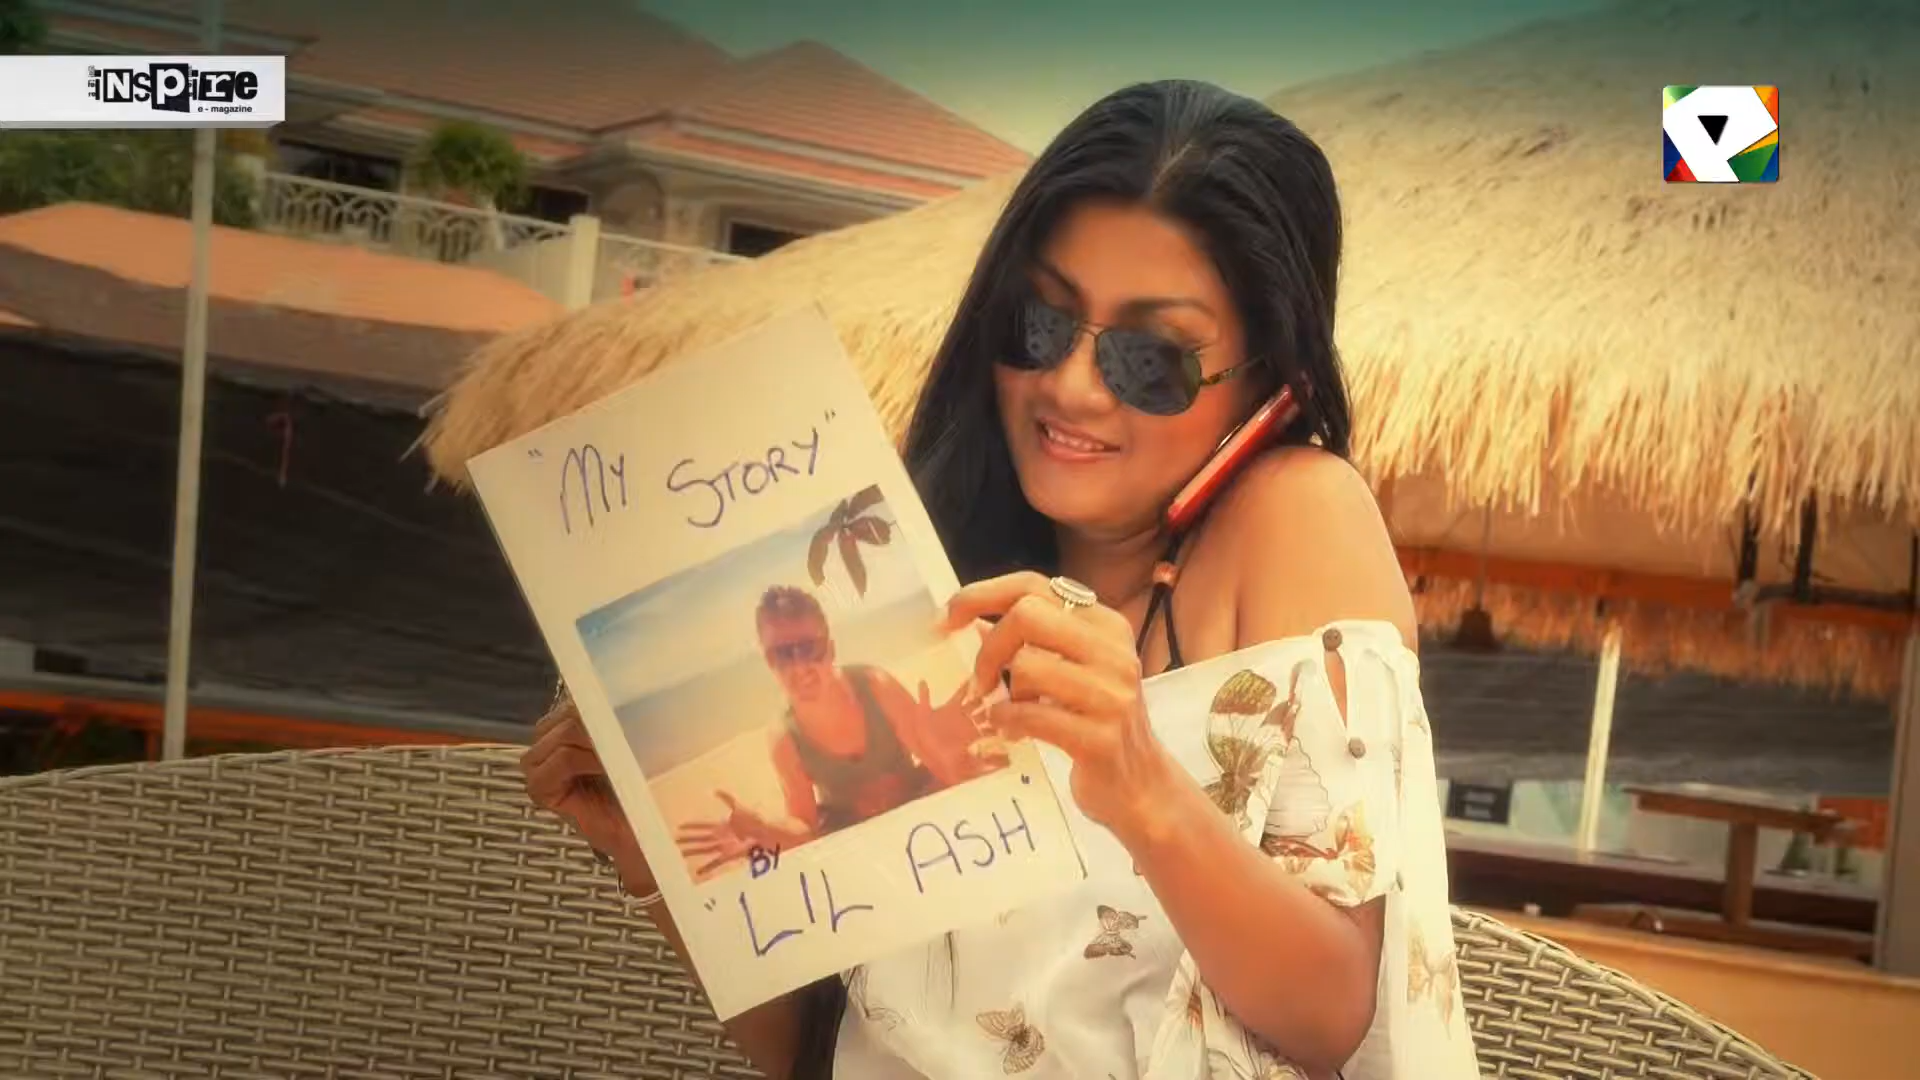 iNSpire
e - magazine
"MY STORY"
BY
"LIL ASH"